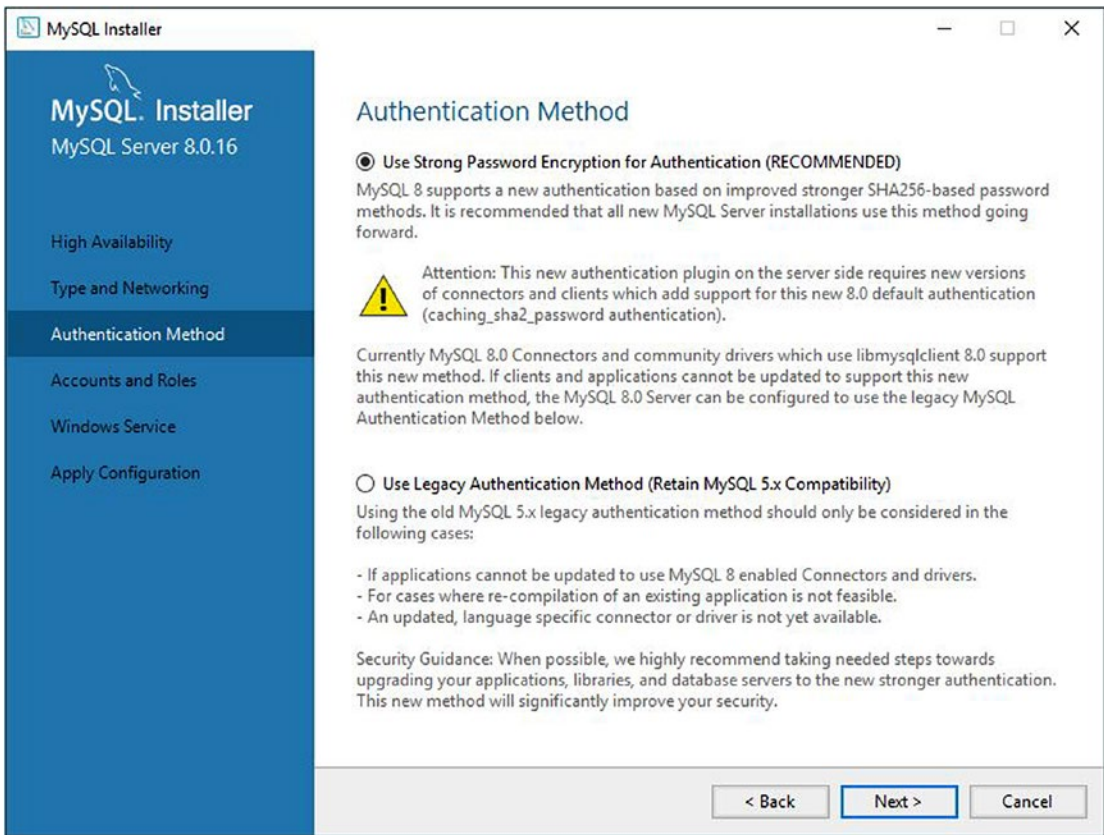 MySQL Installer
MySQL. Installer
MySQL Server 8.0.16
High Availability
Type and Networking
Authentication Method
Accounts and Roles
Windows Service
Apply Configuration
Authentication Method
Use Strong Password Encryption for Authentication (RECOMMENDED)
MySQL 8 supports a new authentication based on improved stronger SHA256-based password
methods. It is recommended that all new MySQL Server installations use this method going
forward.
Attention: This new authentication plugin on the server side requires new versions
of connectors and clients which add support for this new 8.0 default authentication
(caching_sha2_password authentication).
Currently MySQL 8.0 Connectors and community drivers which use libmysqlclient 8.0 support
this new method. If clients and applications cannot be updated to support this new
authentication method, the MySQL 8.0 Server can be configured to use the legacy MySQL
Authentication Method below.
Use Legacy Authentication Method (Retain MySQL 5.x Compatibility)
Using the old MySQL 5.x legacy authentication method should only be considered in the
following cases:
- If applications cannot be updated to use MySQL 8 enabled Connectors and drivers.
- For cases where re-compilation of an existing application is not feasible.
- An updated, language specific connector or driver is not yet available.
Security Guidance: When possible, we highly recommend taking needed steps towards
upgrading your applications, libraries, and database servers to the new stronger authentication.
This new method will significantly improve your security.
< Back
Next >
Cancel